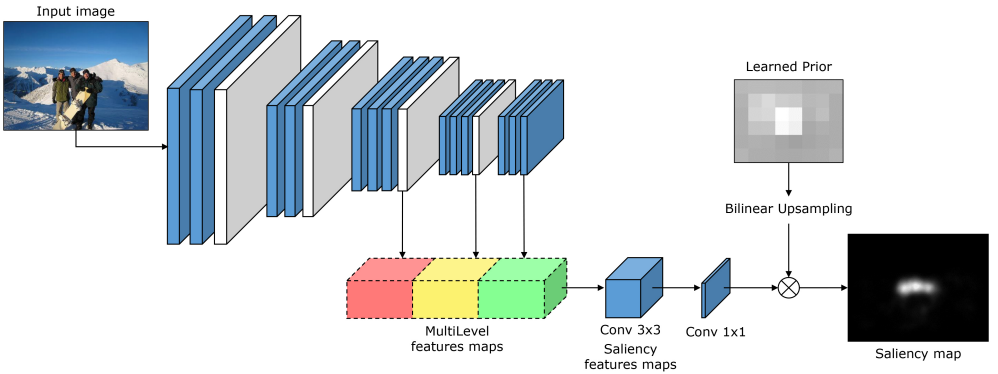 Input image
Learned Prior
Bilinear Upsampling
MultiLevel
features maps
Conv 3x3
Saliency
features maps
Conv 1x1
Saliency map